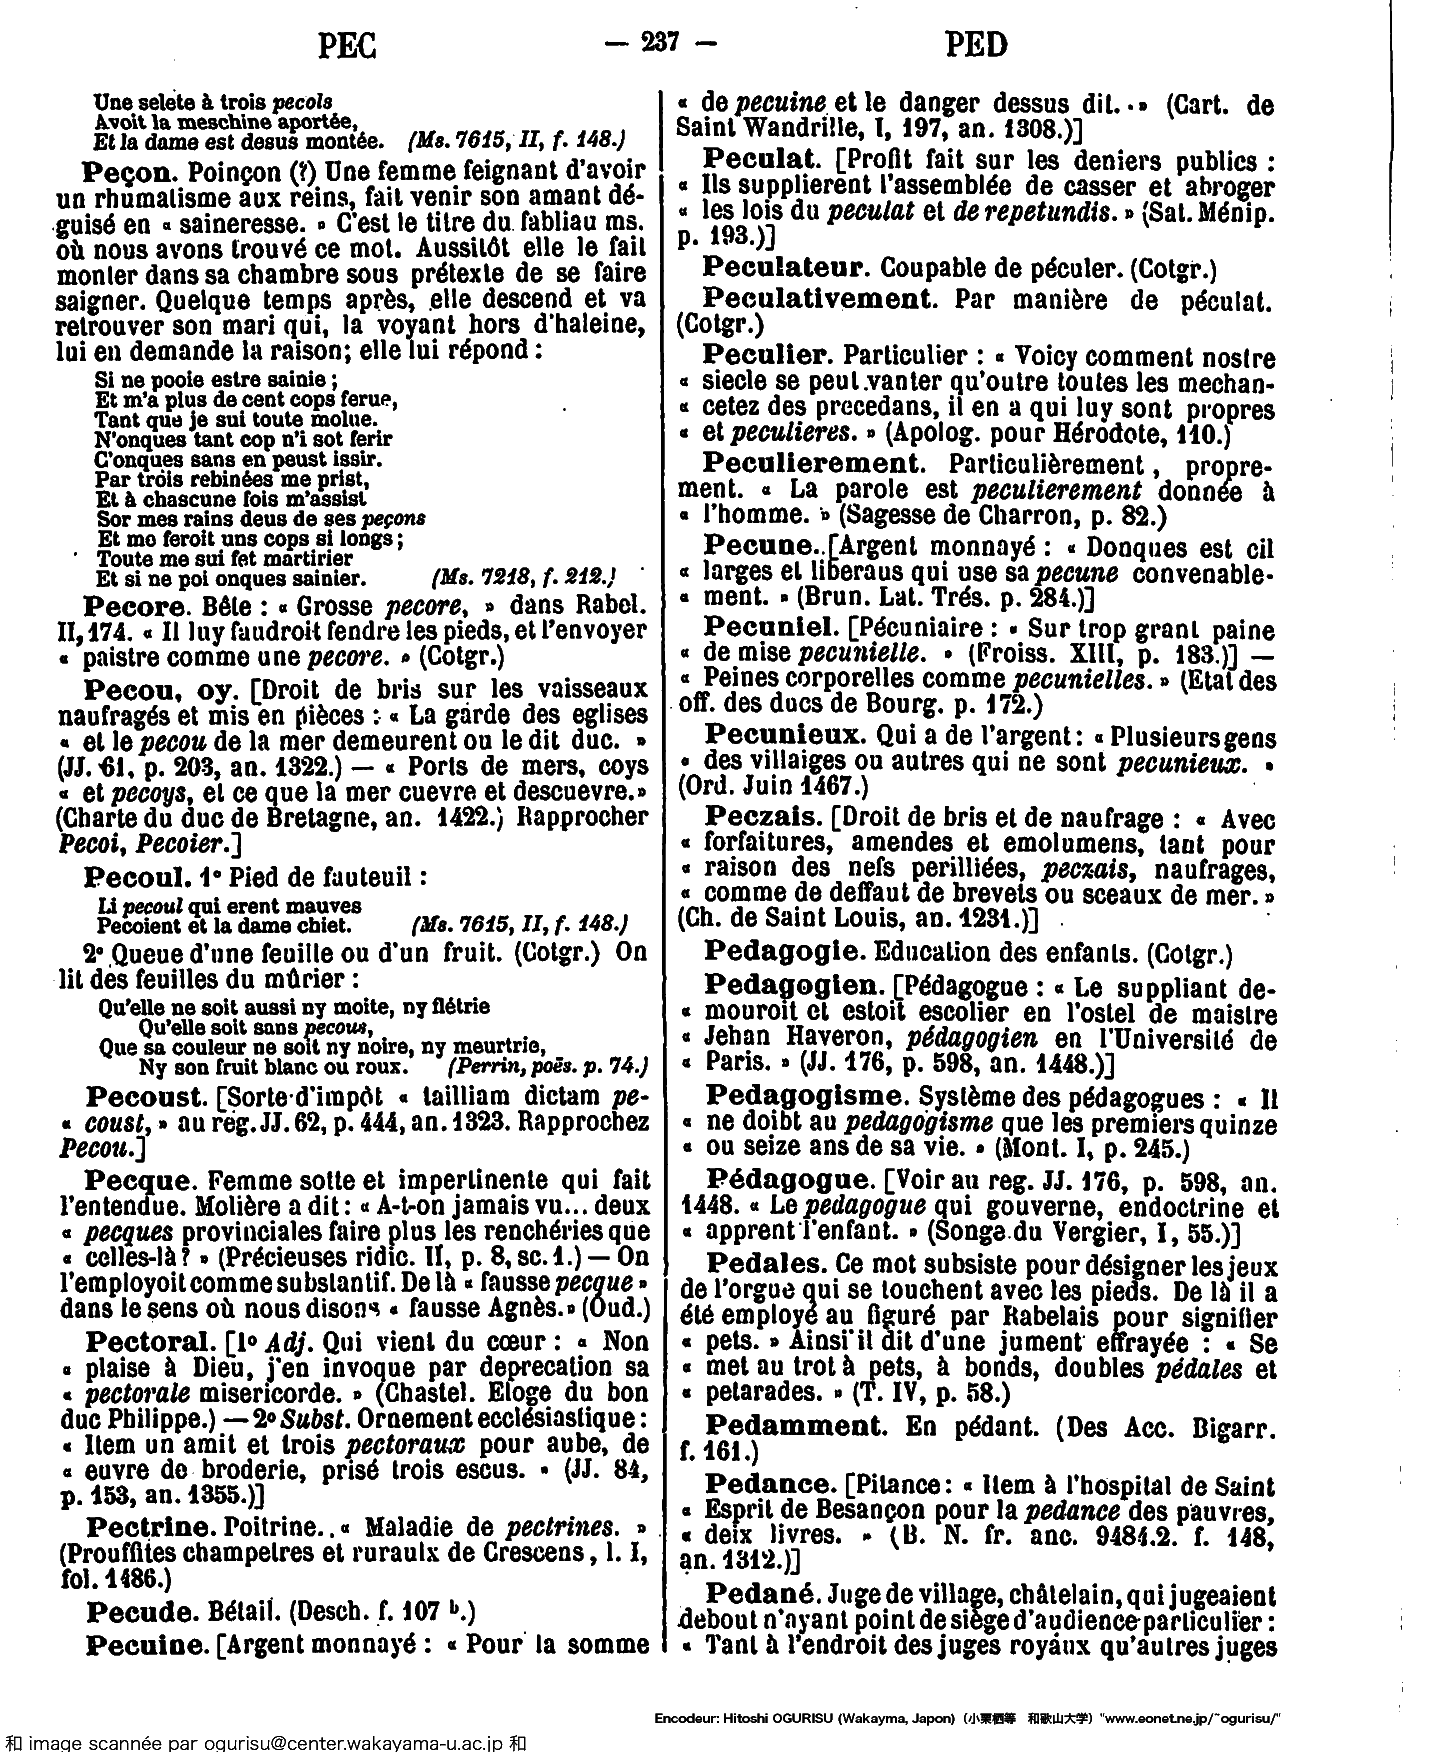 PEC — 237 — PED
Une selete à trois pecols
Avoit la meschine aportée,
Et la dame est desus montée. (Ms. 7615, II, f. 148.)
Peçon. Poinçon (?) Une femme feignant d'avoir
un rhumatisme aux reins, fait venir son amant dé-
guisé en « saineresse. » C'est le titre du fabliau ms.
où nous avons trouvé ce mot. Aussitôt elle le fait
monter dans sa chambre sous prétexte de se faire
saigner. Quelque temps après, elle descend et va
retrouver son mari qui, la voyant hors d'haleine,
lui en demande la raison; elle lui répond :
Si ne pooie estre sainie ;
Et m'a plus de cent cops ferue,
Tant que je sui toute molue.
N'onques tant cop n'i sot ferir
C'onques sans en peust issir.
Par trois rebinées me prist,
Et à chascune fois m'assist
Sor mes rains deus de ses peçons
Et me feroit uns cops si longs ;
Toute me sui fet martirier
Et si ne poi onques sainier. (Ms. 7218, f. 212.)
Pecore. Bête : « Grosse pecore, » dans Rabel.
II, 174. « Il luy faudroit fendre les pieds, et l'envoyer
« paistre comme une pecore. » (Cotgr.)
Pecou, oy. [Droit de bris sur les vaisseaux
naufragés et mis en pièces : « La garde des eglises
« et le pecou de la mer demeurent ou le dit duc. »
(JJ. 61, p. 203, an. 1322.) — « Ports de mers, coys
« et pecoys, et ce que la mer cuevre et descuevre.»
(Charte du duc de Bretagne, an. 1422.) Rapprocher
Pecoi, Pecoier.]
Pecoul. 1° Pied de fauteuil :
Li pecoul qui erent mauves
Pecoient et la dame chiet. (Ms. 7615, II, f. 148.)
2° Queue d'une feuille ou d'un fruit. (Cotgr.) On
lit des feuilles du mûrier :
Qu'elle ne soit aussi ny moite, ny flétrie
Qu'elle soit sans pecous,
Que sa couleur ne soit ny noire, ny meurtrie,
Ny son fruit blanc ou roux. (Perrin, poës. p. 74.)
Pecoust. [Sorte d'impôt « tailliam dictam pe-
« coust, » au reg. JJ. 62, p. 444, an. 1323. Rapprochez
Pecou.]
Pecque. Femme sotte et impertinente qui fait
l'entendue. Molière a dit : « A-t-on jamais vu... deux
« pecques provinciales faire plus les renchéries que
« celles-là ? » (Précieuses ridic. II, p. 8, sc. 1.) — On
l'employoit comme substantif. De là « fausse pecque »
dans le sens où nous disons « fausse Agnès.» (Oud.)
Pectoral. [1° Adj. Qui vient du cœur : « Non
« plaise à Dieu, j'en invoque par deprecation sa
« pectorale misericorde. » (Chastel. Eloge du bon
duc Philippe.) — 2° Subst. Ornement ecclésiastique :
« Item un amit et trois pectoraux pour aube, de
« euvre de broderie, prisé trois escus. » (JJ. 84,
p. 153, an. 1355.)]
Pectrine. Poitrine. « Maladie de pectrines. »
(Prouffites champetres et ruraulx de Crescens, l. I,
fol. 1486.)
Pecude. Bétail. (Desch. f. 107 b.)
Pecuine. [Argent monnayé : « Pour la somme
« de pecuine et le danger dessus dit. » (Cart. de
Saint Wandrille, I, 197, an. 1308.)]
Peculat. [Profit fait sur les deniers publics :
« Ils supplierent l'assemblée de casser et abroger
« les lois du peculat et de repetundis. » (Sat. Ménip.
p. 193.)]
Peculateur. Coupable de péculer. (Cotgr.)
Peculativement. Par manière de péculat.
(Cotgr.)
Peculier. Particulier : « Voicy comment nostre
« siecle se peut vanter qu'outre toutes les mechan-
« cetez des precedans, il en a qui luy sont propres
« et peculieres. » (Apolog. pour Hérodote, 110.)
Peculierement. Particulièrement, propre-
ment. « La parole est peculierement donnée à
« l'homme. » (Sagesse de Charron, p. 82.)
Pecune. [Argent monnayé : « Donques est cil
« larges et liberaus qui use sa pecune convenable-
« ment. » (Brun. Lat. Trés. p. 284.)]
Pecuniel. [Pécuniaire : « Sur trop grant paine
« de mise pecunielle. » (Froiss. XIII, p. 183.)] —
« Peines corporelles comme pecunielles. » (Etat des
off. des ducs de Bourg. p. 172.)
Pecunieux. Qui a de l'argent : « Plusieurs gens
« des villaiges ou autres qui ne sont pecunieux. »
(Ord. Juin 1467.)
Peczais. [Droit de bris et de naufrage : « Avec
« forfaitures, amendes et emolumens, tant pour
« raison des nefs perilliées, peczais, naufrages,
« comme de deffaut de brevets ou sceaux de mer. »
(Ch. de Saint Louis, an. 1231.)]
Pedagogie. Education des enfants. (Cotgr.)
Pedagogien. [Pédagogue : « Le suppliant de-
« mouroit et estoit escolier en l'ostel de maistre
« Jehan Haveron, pédagogien en l'Université de
« Paris. » (JJ. 176, p. 598, an. 1448.)]
Pedagogisme. Système des pédagogues : « Il
« ne doibt au pedagogisme que les premiers quinze
« ou seize ans de sa vie. » (Mont. I, p. 245.)
Pédagogue. [Voir au reg. JJ. 176, p. 598, an.
1448. « Le pedagogue qui gouverne, endoctrine et
« apprent l'enfant. » (Songe du Vergier, I, 55.)]
Pedales. Ce mot subsiste pour désigner les jeux
de l'orgue qui se touchent avec les pieds. De là il a
été employé au figuré par Rabelais pour signifier
« pets. » Ainsi il dit d'une jument effrayée : « Se
« met au trot à pets, à bonds, doubles pédales et
« petarades. » (T. IV, p. 58.)
Pedamment. En pédant. (Des Acc. Bigarr.
f. 161.)
Pedance. [Pitance : « Item à l'hospital de Saint
« Esprit de Besançon pour la pedance des pauvres,
« deix livres. » (B. N. fr. anc. 9484.2. f. 148,
an. 1312.)]
Pedané. Juge de village, châtelain, qui jugeaient
debout n'ayant point de siège d'audience particulier :
« Tant à l'endroit des juges royaux qu'autres juges
Encodeur: Hitoshi OGURISU (Wakayma, Japon) (小栗栖等 和歌山大学) "www.eonet.ne.jp/~ogurisu/"
和 image scannée par ogurisu@center.wakayama-u.ac.jp 和